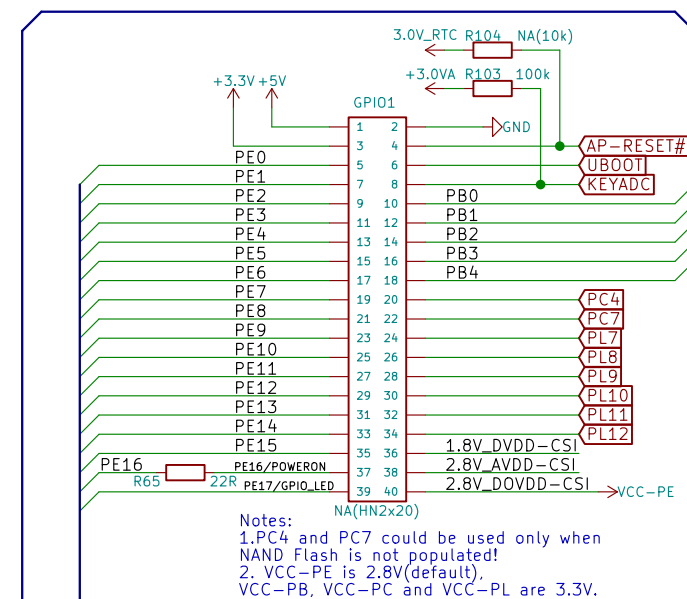 3.0V_RTC R104 NA(10k)
+3.0VA R103 100k
+3.3V +5V
GPIO1
1 2 GND
3 4 AP-RESET#
PE0 5 6 UBOOT
PE1 7 8 KEYADC
PE2 9 10 PB0
PE3 11 12 PB1
PE4 13 14 PB2
PE5 15 16 PB3
PE6 17 18 PB4
PE7 19 20 PC4
PE8 21 22 PC7
PE9 23 24 PL7
PE10 25 26 PL8
PE11 27 28 PL9
PE12 29 30 PL10
PE13 31 32 PL11
PE14 33 34 PL12
PE15 35 36 1.8V_DVDD-CSI
PE16 R65 22R PE16/POWERON 37 38 2.8V_AVDD-CSI
PE17/GPIO_LED 39 40 2.8V_DOVDD-CSI VCC-PE
NA(HN2x20)
Notes:
1.PC4 and PC7 could be used only when
NAND Flash is not populated!
2. VCC-PE is 2.8V(default),
VCC-PB, VCC-PC and VCC-PL are 3.3V.